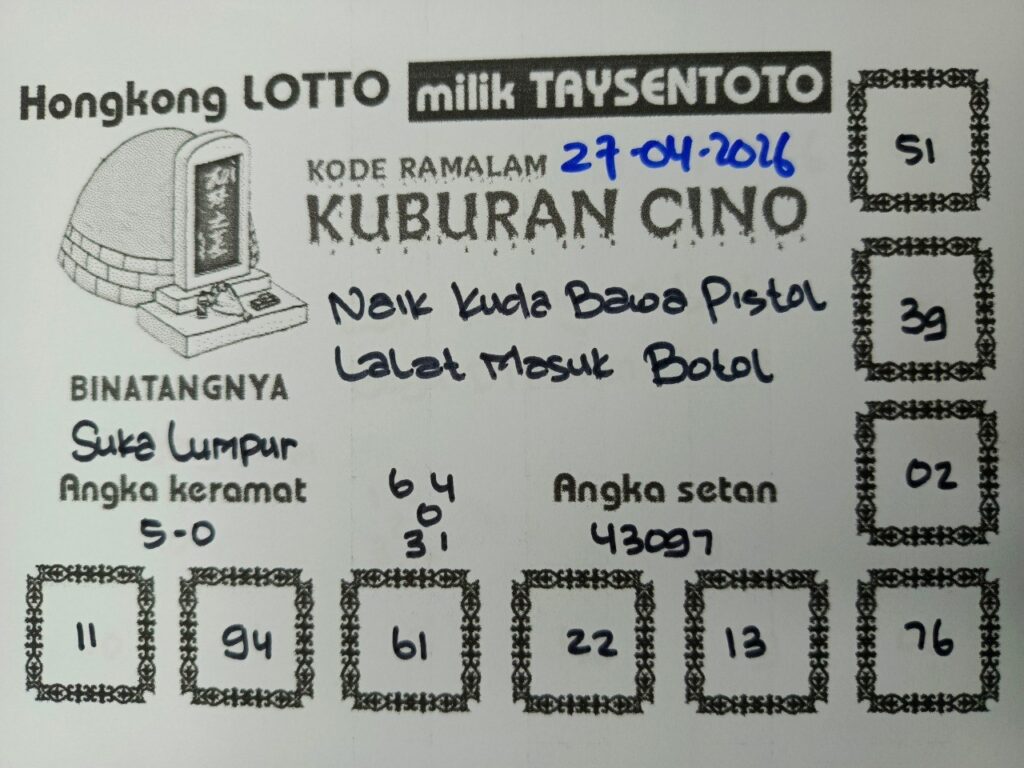 Hongkong LOTTO milik TAYSENTOTO
KODE RAMALAM 27-04-2026
KUBURAN CINO
Naik Kuda Bawa Pistol
Lalat Masuk Botol
BINATANGNYA
Suka Lumpur
Angka keramat
5-0
6 4
0
3 1
Angka setan
43097
51
39
02
11
94
61
22
13
76